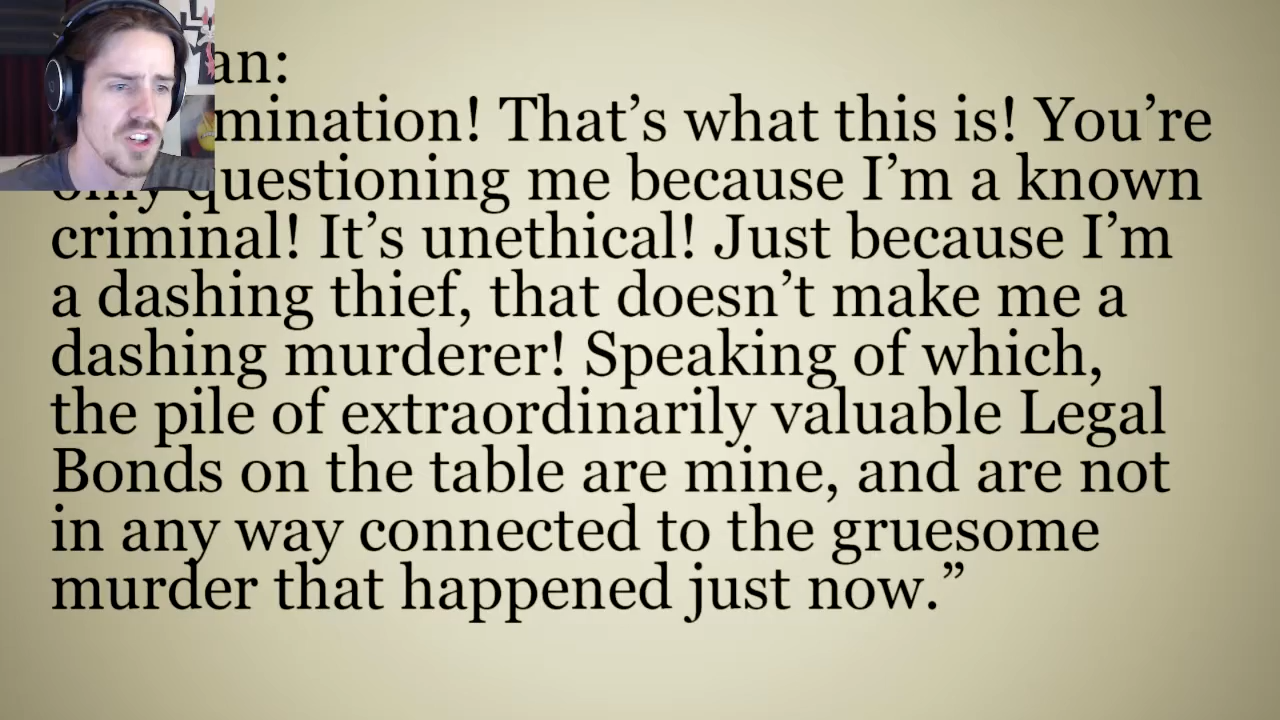 an:
mination! That’s what this is! You’re
only questioning me because I’m a known
criminal! It’s unethical! Just because I’m
a dashing thief, that doesn’t make me a
dashing murderer! Speaking of which,
the pile of extraordinarily valuable Legal
Bonds on the table are mine, and are not
in any way connected to the gruesome
murder that happened just now.”